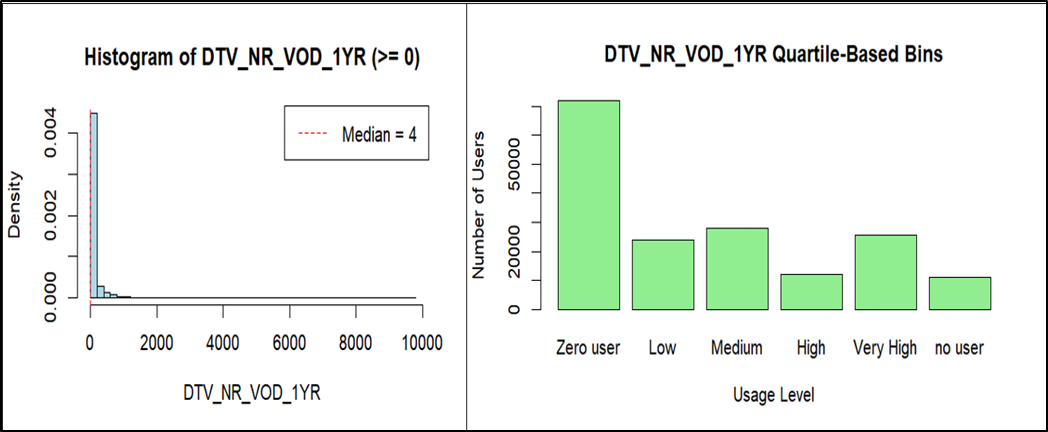 Histogram of DTV_NR_VOD_1YR (>= 0)
Median = 4
Density
0.004
0.002
0.000
0 2000 4000 6000 8000 10000
DTV_NR_VOD_1YR
DTV_NR_VOD_1YR Quartile-Based Bins
Number of Users
50000
20000
0
Zero user Low Medium High Very High no user
Usage Level